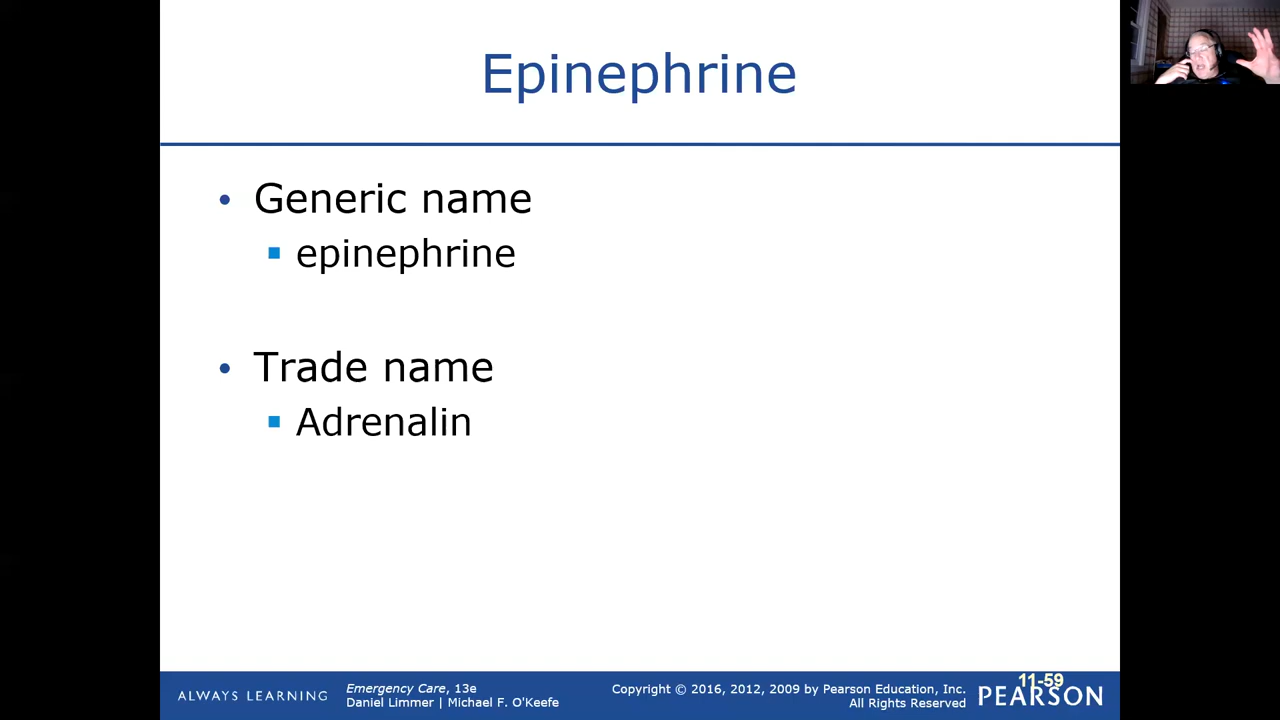 Epinephrine
• Generic name
▪ epinephrine
• Trade name
▪ Adrenalin
ALWAYS LEARNING
Emergency Care, 13e
Daniel Limmer | Michael F. O'Keefe
Copyright © 2016, 2012, 2009 by Pearson Education, Inc.
All Rights Reserved
11-59
PEARSON